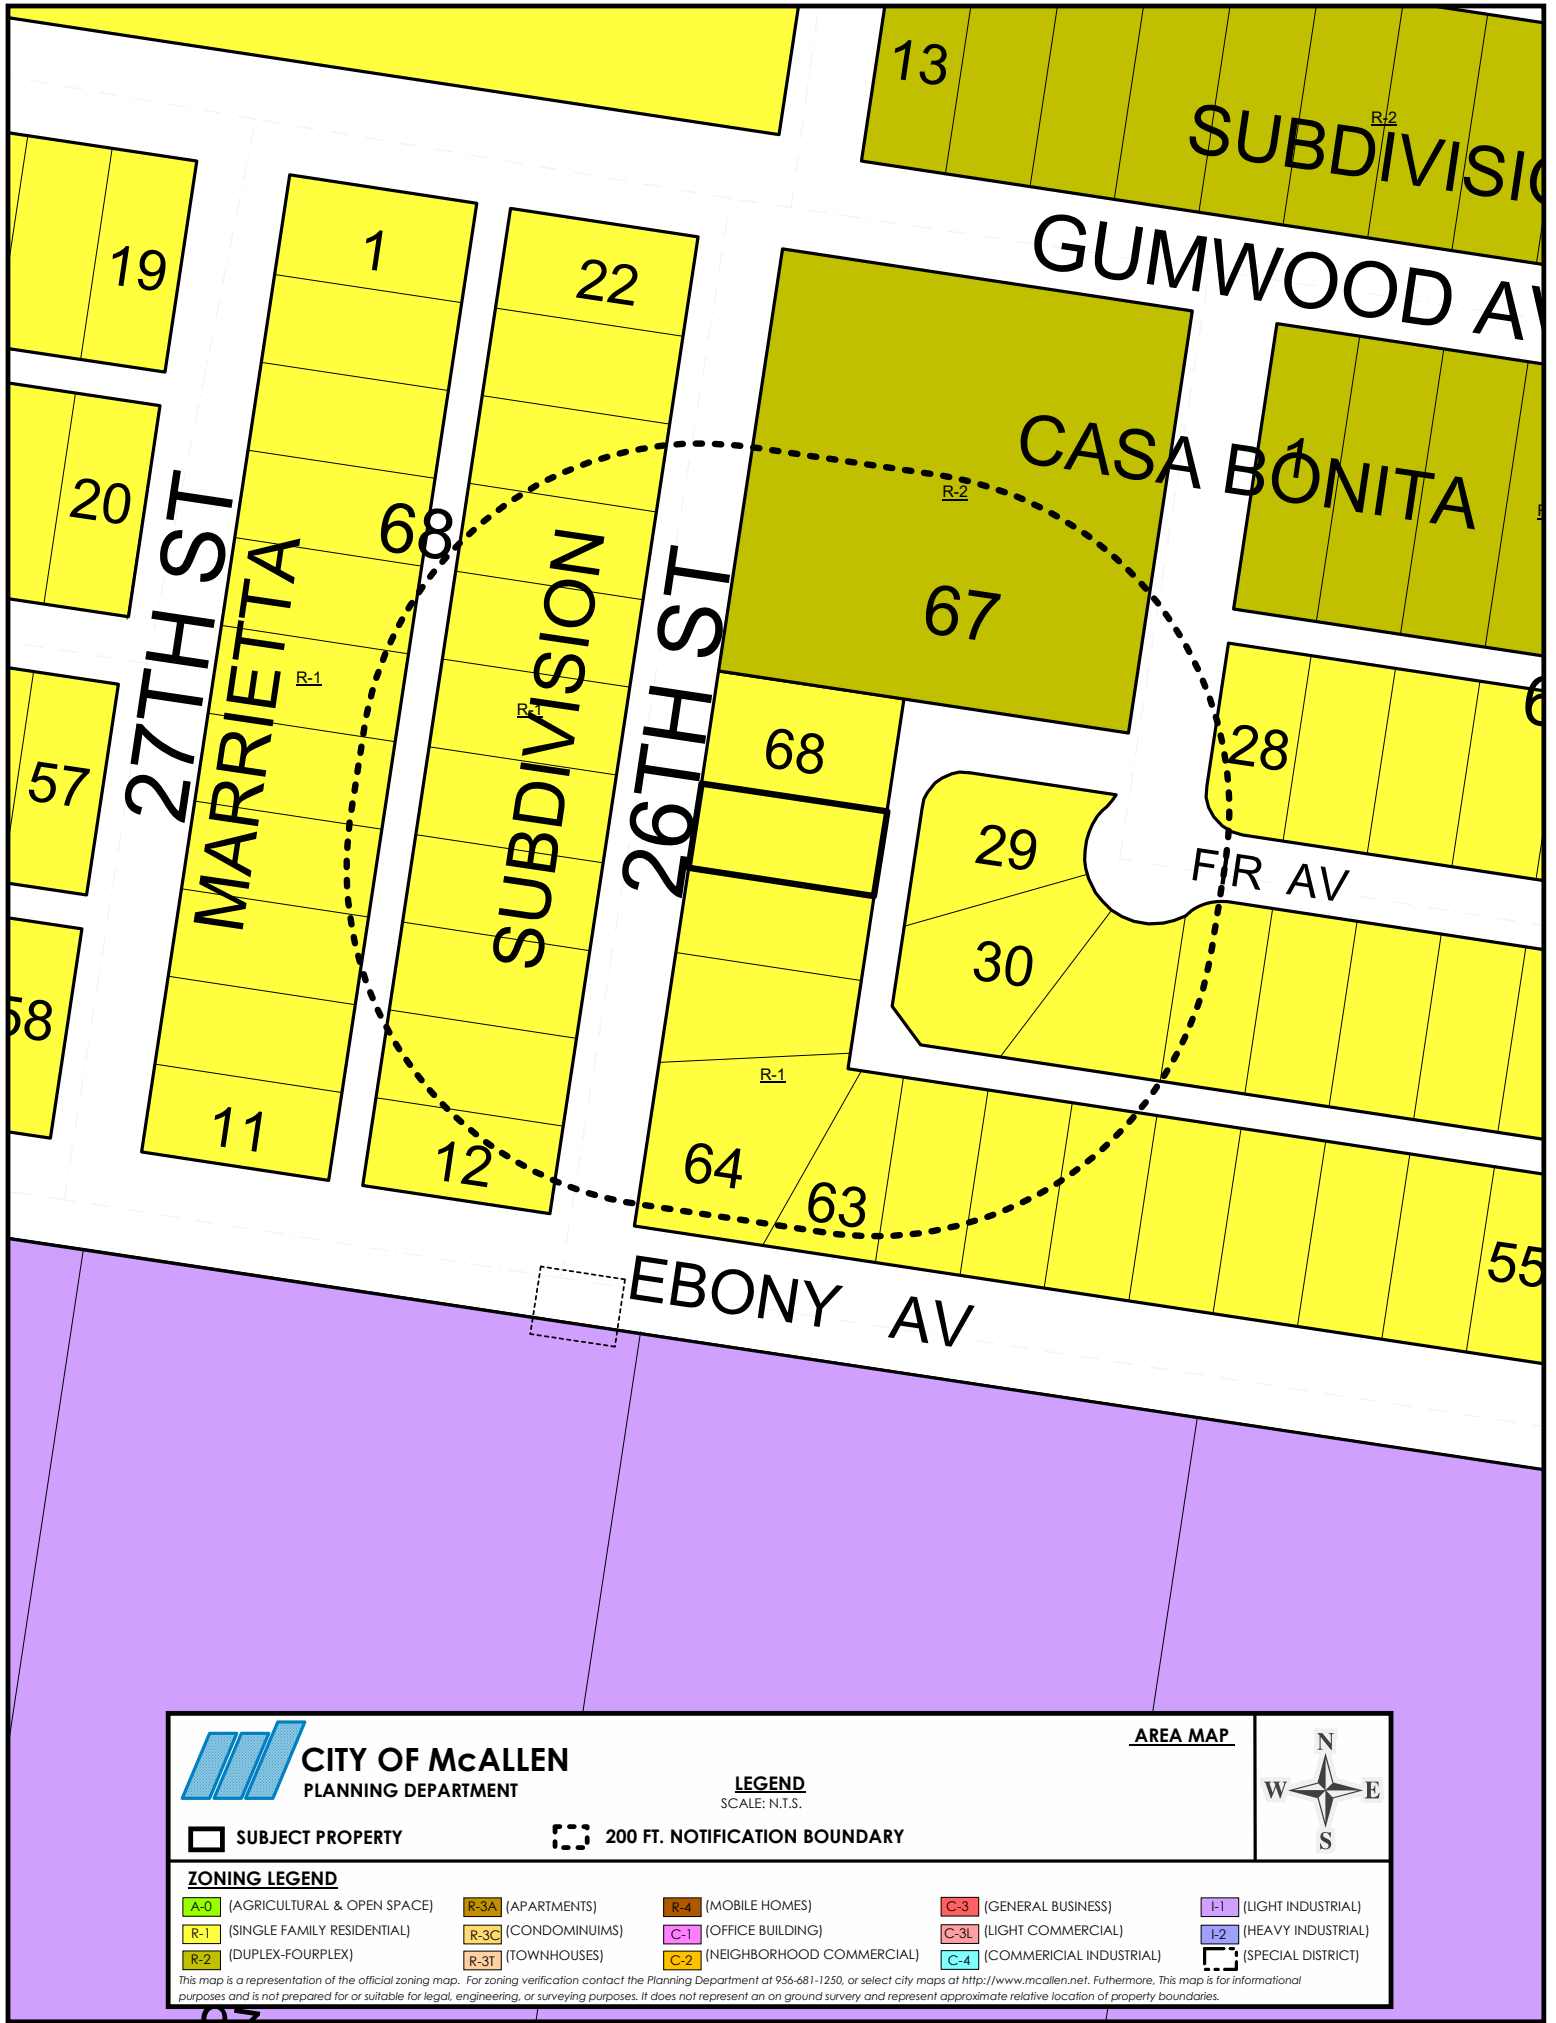 13
R-2
SUBDIVISIO
GUMWOOD AV
19
1
22
CASA BONITA
1
20
68
R-2
67
27TH ST
MARRIETTA
R-1
SUBDIVISION
R-1
26TH ST
68
28
57
29
FIR AV
30
58
R-1
11
12
64
63
55
EBONY AV
CITY OF McALLEN
PLANNING DEPARTMENT
AREA MAP
LEGEND
SCALE: N.T.S.
SUBJECT PROPERTY
200 FT. NOTIFICATION BOUNDARY
N
W E
S
ZONING LEGEND
A-0 (AGRICULTURAL & OPEN SPACE) R-3A (APARTMENTS) R-4 (MOBILE HOMES) C-3 (GENERAL BUSINESS) I-1 (LIGHT INDUSTRIAL)
R-1 (SINGLE FAMILY RESIDENTIAL) R-3C (CONDOMINUIMS) C-1 (OFFICE BUILDING) C-3L (LIGHT COMMERCIAL) I-2 (HEAVY INDUSTRIAL)
R-2 (DUPLEX-FOURPLEX) R-3T (TOWNHOUSES) C-2 (NEIGHBORHOOD COMMERCIAL) C-4 (COMMERICIAL INDUSTRIAL) (SPECIAL DISTRICT)
This map is a representation of the official zoning map. For zoning verification contact the Planning Department at 956-681-1250, or select city maps at http://www.mcallen.net. Futhermore, This map is for informational
purposes and is not prepared for or suitable for legal, engineering, or surveying purposes. It does not represent an on ground survery and represent approximate relative location of property boundaries.